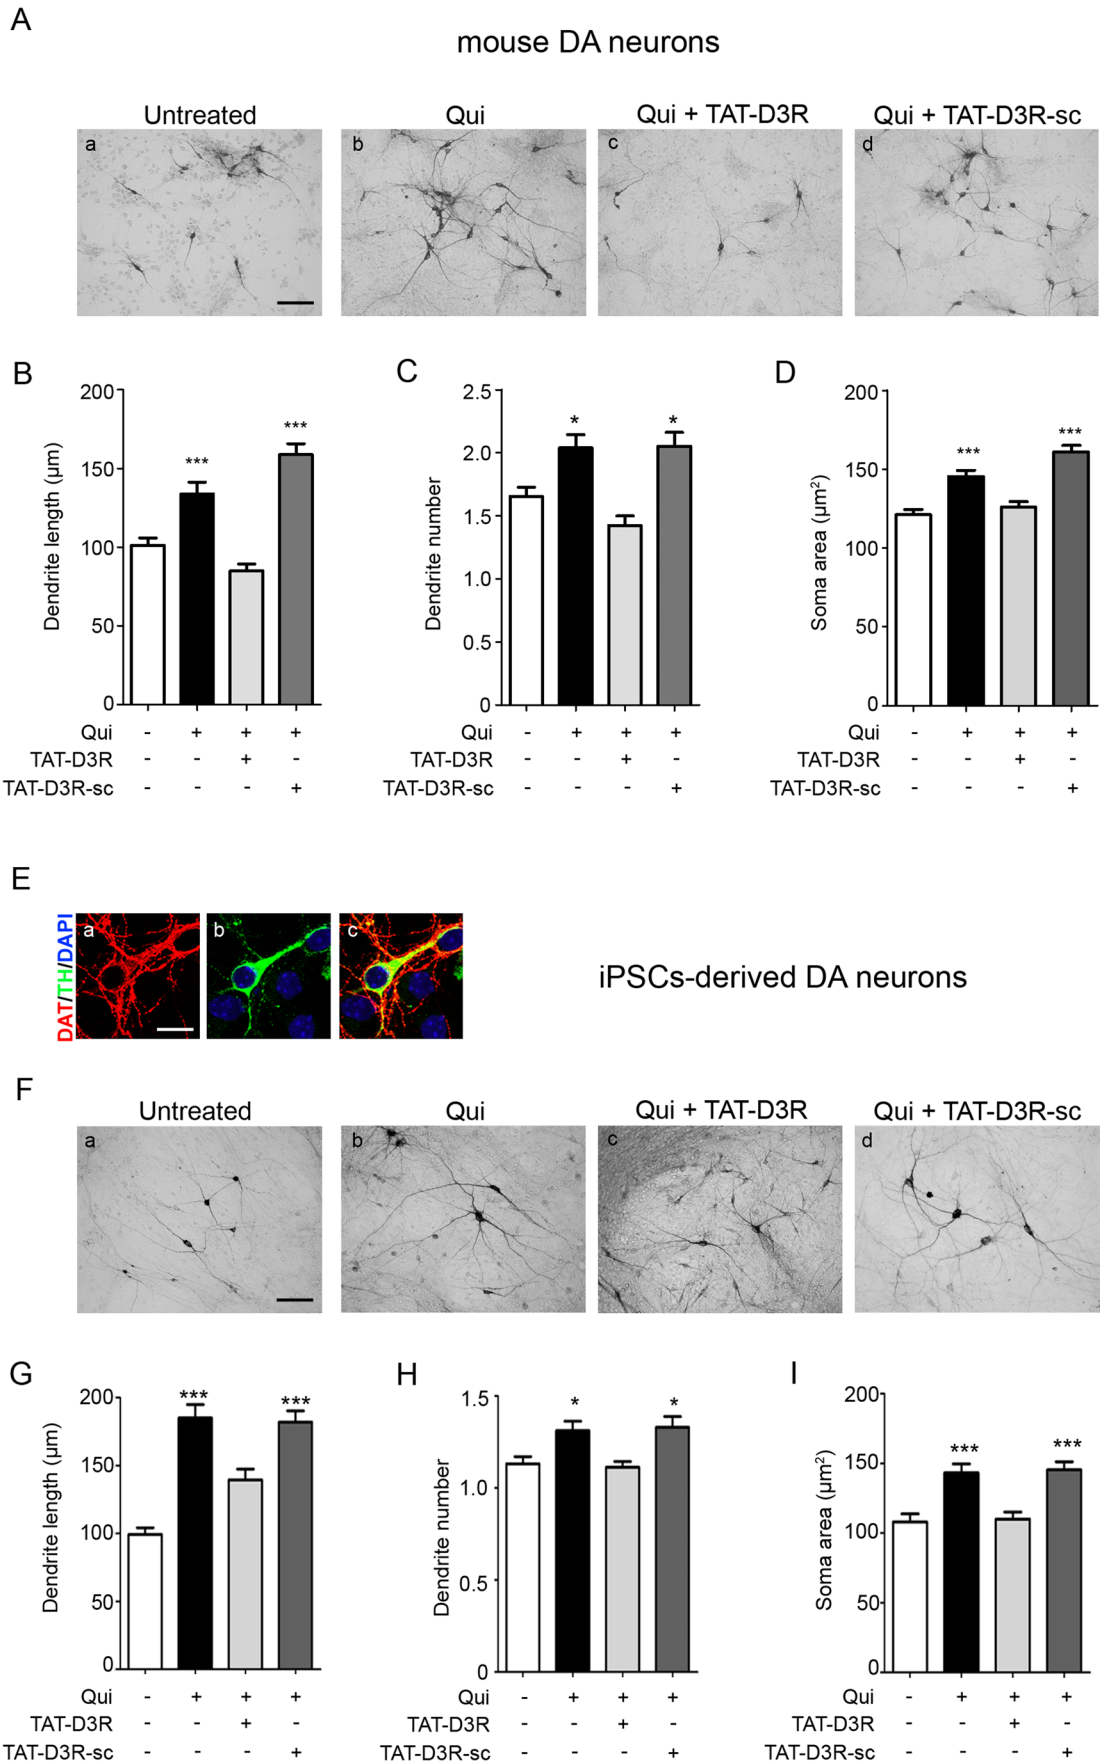 A
mouse DA neurons
Untreated Qui Qui + TAT-D3R Qui + TAT-D3R-sc
a b c d
B C D
200
150
100
50
0
Dendrite length (μm)
***
***
Qui - + + +
TAT-D3R - - + -
TAT-D3R-sc - - - +
2.5
2.0
1.5
1.0
0.5
0
Dendrite number
*
*
Qui - + + +
TAT-D3R - - + -
TAT-D3R-sc - - - +
200
150
100
50
0
Soma area (μm²)
***
***
Qui - + + +
TAT-D3R - - + -
TAT-D3R-sc - - - +
E
DAT/TH/DAPI
a b c
iPSCs-derived DA neurons
F
Untreated Qui Qui + TAT-D3R Qui + TAT-D3R-sc
a b c d
G H I
200
150
100
50
0
Dendrite length (μm)
***
***
Qui - + + +
TAT-D3R - - + -
TAT-D3R-sc - - - +
1.5
1.0
0.5
0
Dendrite number
*
*
Qui - + + +
TAT-D3R - - + -
TAT-D3R-sc - - - +
200
150
100
50
0
Soma area (μm²)
***
***
Qui - + + +
TAT-D3R - - + -
TAT-D3R-sc - - - +